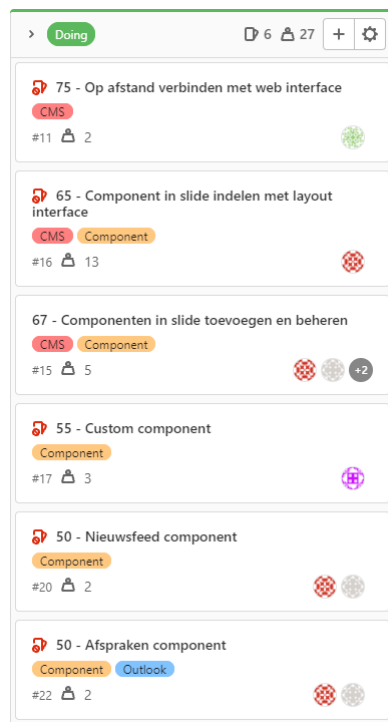 Doing 6 27
75 - Op afstand verbinden met web interface
CMS
#11 2
65 - Component in slide indelen met layout
interface
CMS Component
#16 13
67 - Componenten in slide toevoegen en beheren
CMS Component
#15 5 +2
55 - Custom component
Component
#17 3
50 - Nieuwsfeed component
Component
#20 2
50 - Afspraken component
Component Outlook
#22 2